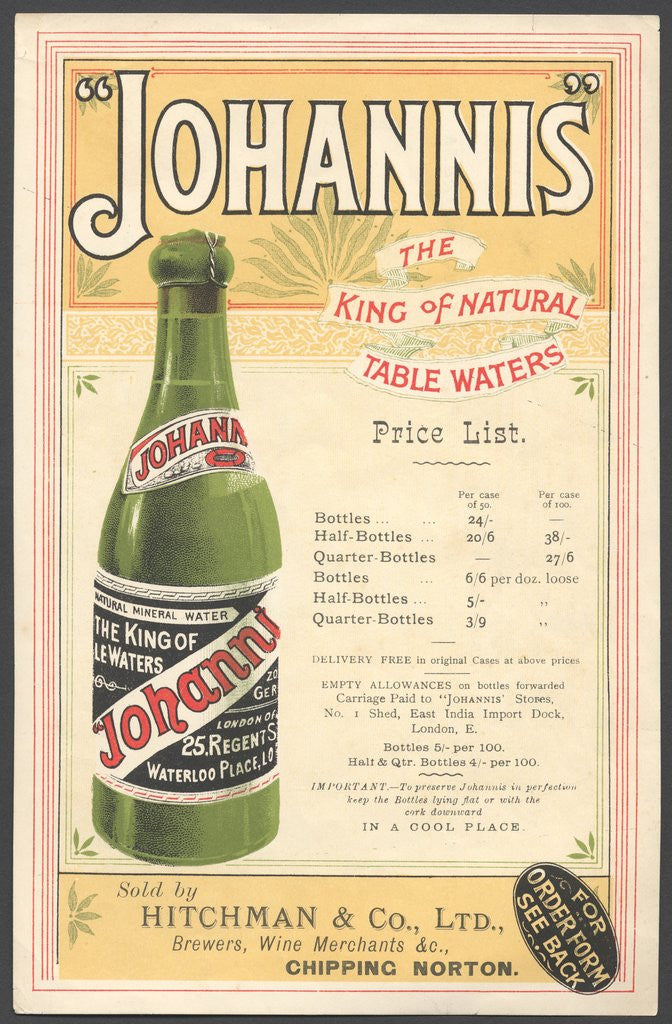 "JOHANNIS"
THE
KING OF NATURAL
TABLE WATERS
JOHANN
NATURAL MINERAL WATER
THE KING OF
LE WATERS
"Johanni
ZO
GER
LONDON OF
25, REGENT S
WATERLOO PLACE, LO
Price List.
Per case of 50. Per case of 100.
Bottles ... ... 24/- —
Half-Bottles ... 20/6 38/-
Quarter-Bottles — 27/6
Bottles ... 6/6 per doz. loose
Half-Bottles ... 5/- ,,
Quarter-Bottles 3/9 ,,
DELIVERY FREE in original Cases at above prices
EMPTY ALLOWANCES on bottles forwarded
Carriage Paid to "JOHANNIS' Stores,
No. 1 Shed, East India Import Dock,
London, E.
Bottles 5/- per 100.
Half & Qtr. Bottles 4/- per 100.
IMPORTANT.—To preserve Johannis in perfection
keep the Bottles lying flat or with the
cork downward
IN A COOL PLACE.
Sold by
HITCHMAN & Co., LTD.,
Brewers, Wine Merchants &c.,
CHIPPING NORTON.
FOR
ORDER FORM
SEE BACK